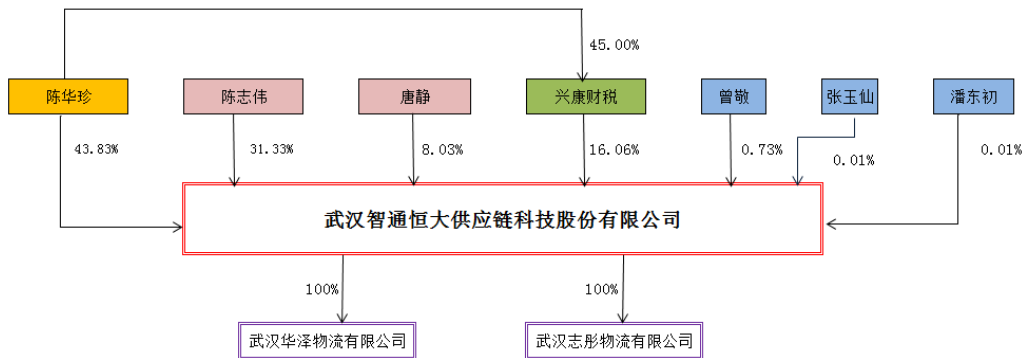 45.00%
陈华珍
陈志伟
唐静
兴康财税
曾敬
张玉仙
潘东初
43.83%
31.33%
8.03%
16.06%
0.73%
0.01%
0.01%
武汉智通恒大供应链科技股份有限公司
100%
100%
武汉华泽物流有限公司
武汉志彤物流有限公司